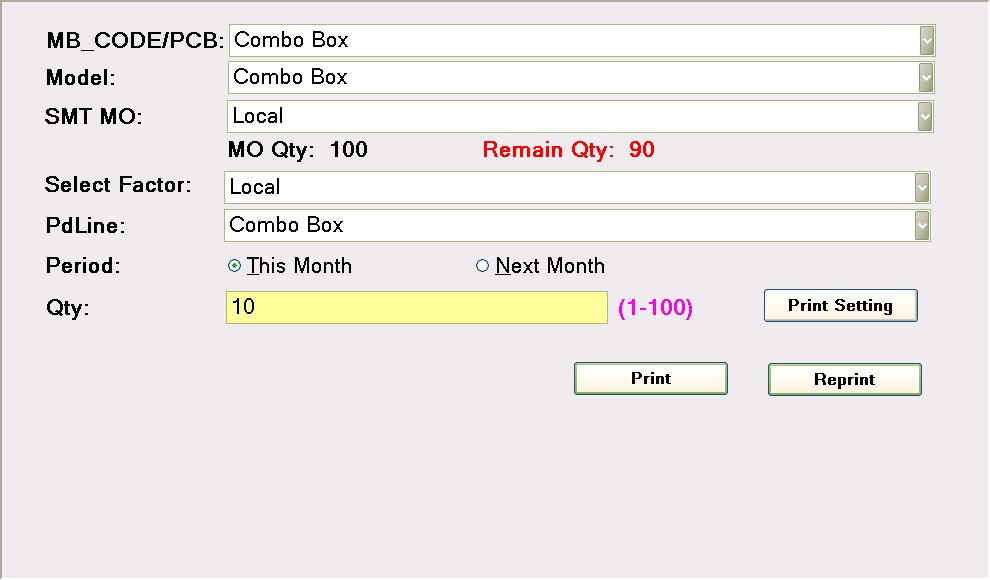 MB_CODE/PCB: Combo Box
Model: Combo Box
SMT MO: Local
MO Qty: 100 Remain Qty: 90
Select Factor: Local
PdLine: Combo Box
Period: This Month Next Month
Qty: 10 (1-100) Print Setting
Print Reprint